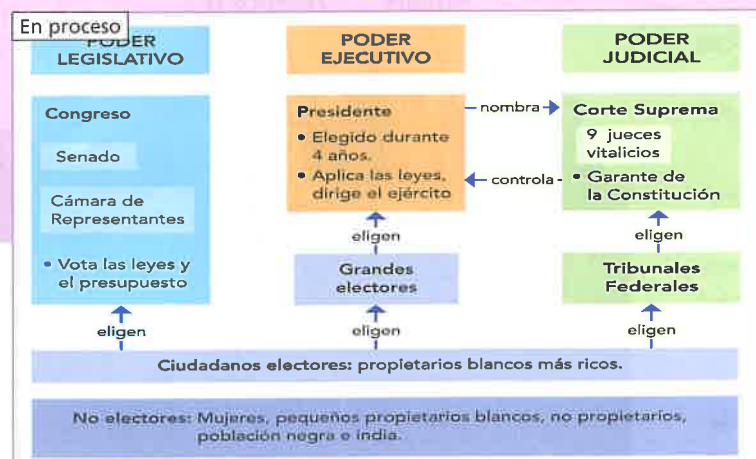 En proceso
PODER
LEGISLATIVO
PODER
EJECUTIVO
PODER
JUDICIAL
Congreso
Senado
Cámara de
Representantes
• Vota las leyes y
el presupuesto
eligen
Presidente
• Elegido durante
4 años.
• Aplica las leyes,
dirige el ejército
nombra
controla
eligen
Grandes
electores
eligen
Corte Suprema
9 jueces
vitalicios
• Garante de
la Constitución
eligen
Tribunales
Federales
eligen
Ciudadanos electores: propietarios blancos más ricos.
No electores: Mujeres, pequeños propietarios blancos, no propietarios,
población negra e india.